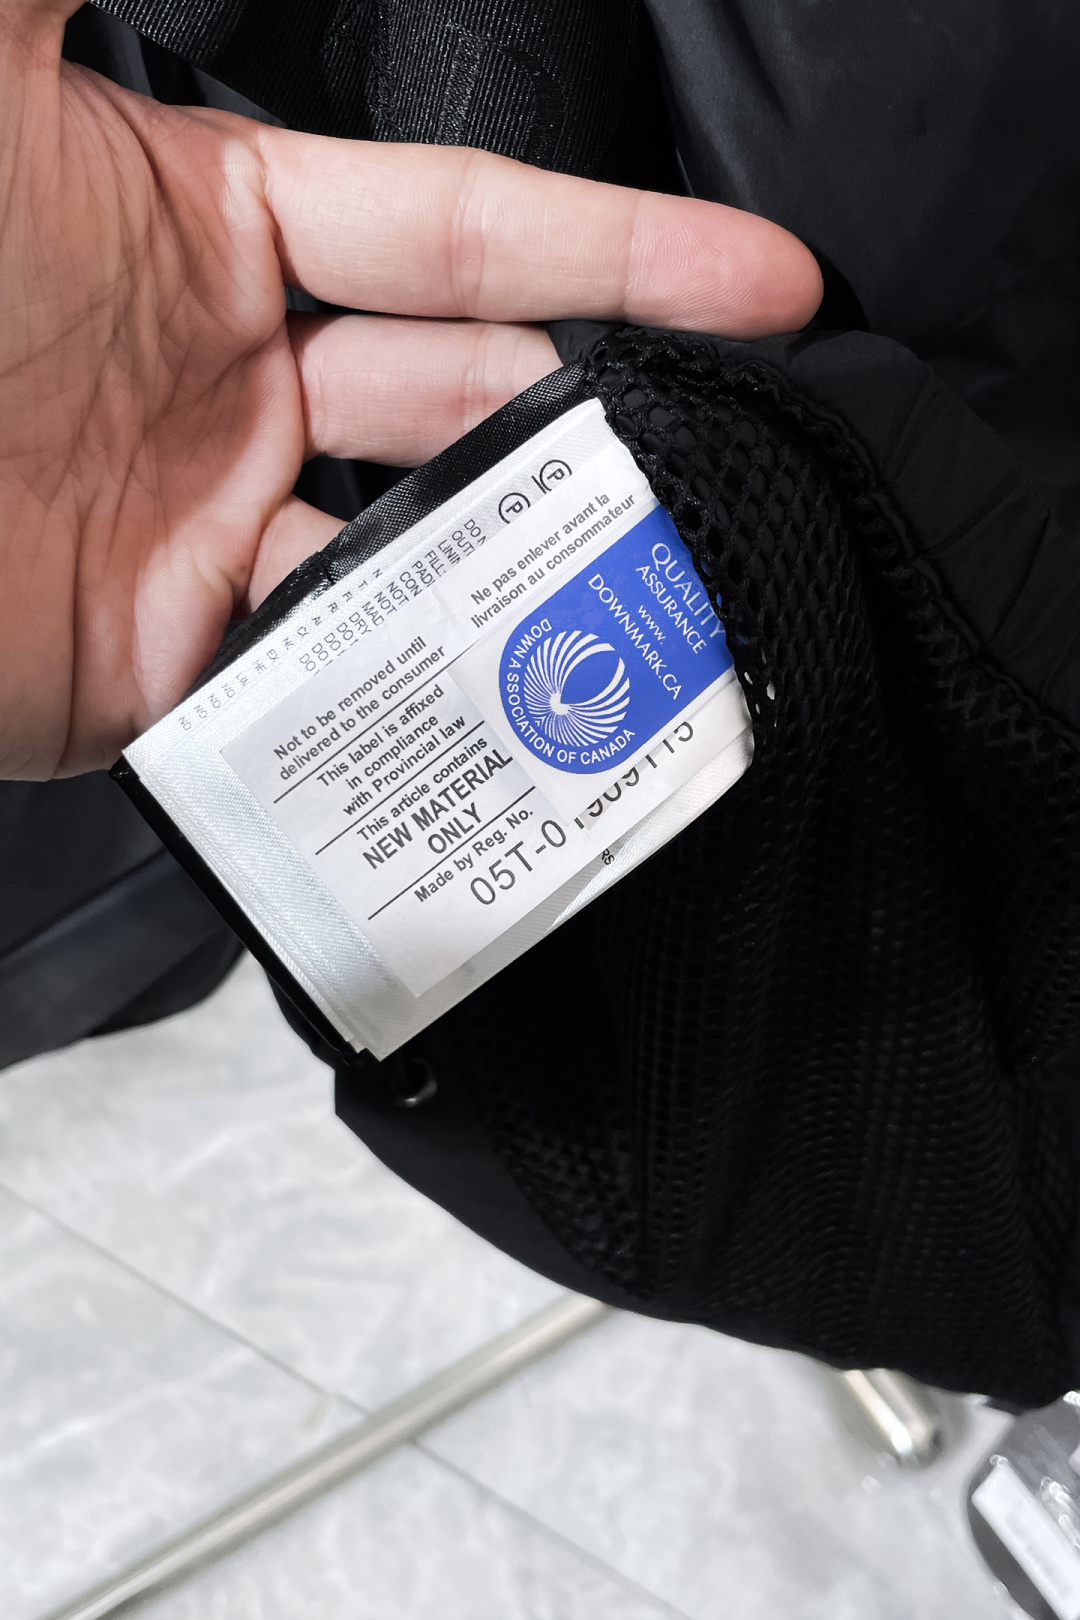 Not to be removed until
delivered to the consumer
This label is affixed
in compliance
with Provincial law
This article contains
NEW MATERIAL
ONLY
Made by Reg. No.
05T-0
Ne pas enlever avant la
livraison au consommateur
QUALITY
ASSURANCE
www.
DOWNMARK.CA
DOWN ASSOCIATION OF CANADA
P
P
RS